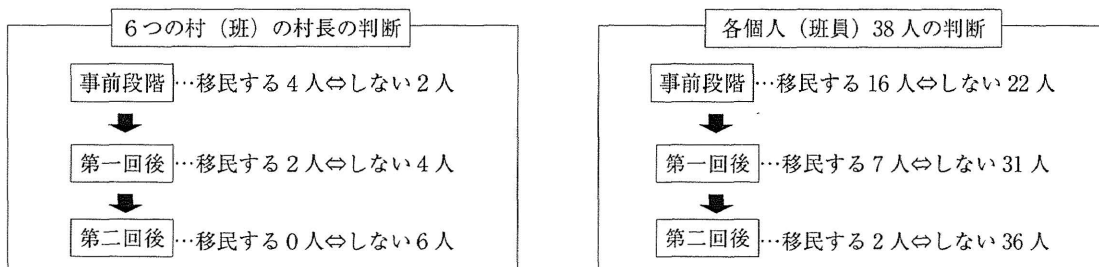 6つの村（班）の村長の判断
事前段階…移民する4人⇔しない2人
第一回後…移民する2人⇔しない4人
第二回後…移民する0人⇔しない6人
各個人（班員）38人の判断
事前段階…移民する16人⇔しない22人
第一回後…移民する7人⇔しない31人
第二回後…移民する2人⇔しない36人